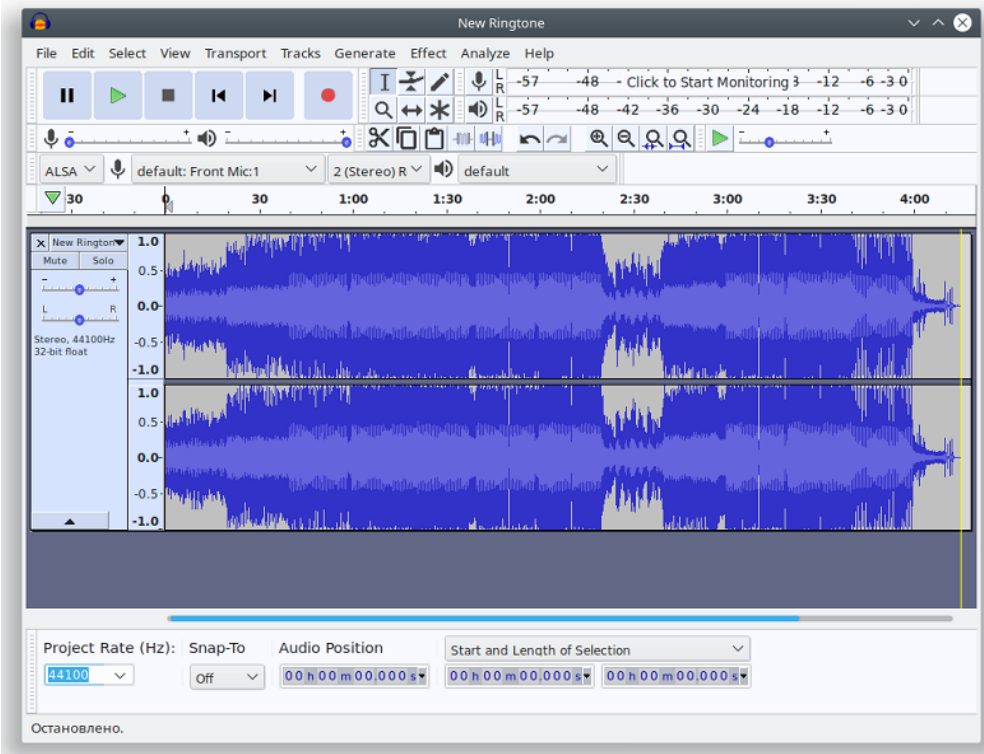 New Ringtone
File Edit Select View Transport Tracks Generate Effect Analyze Help
L R -57 -48 - Click to Start Monitoring -12 -6 -3 0
L R -57 -48 -42 -36 -30 -24 -18 -12 -6 -3 0
- + - + - +
ALSA default: Front Mic:1 2 (Stereo) R default
30 0 30 1:00 1:30 2:00 2:30 3:00 3:30 4:00
X New Rington
Mute Solo
- +
L R
Stereo, 44100Hz
32-bit float
1.0
0.5-
0.0-
-0.5-
-1.0
1.0
0.5-
0.0-
-0.5-
-1.0
Project Rate (Hz): Snap-To Audio Position Start and Length of Selection
44100 Off 00 h 00 m 00.000 s 00 h 00 m 00.000 s 00 h 00 m 00.000 s
Остановлено.